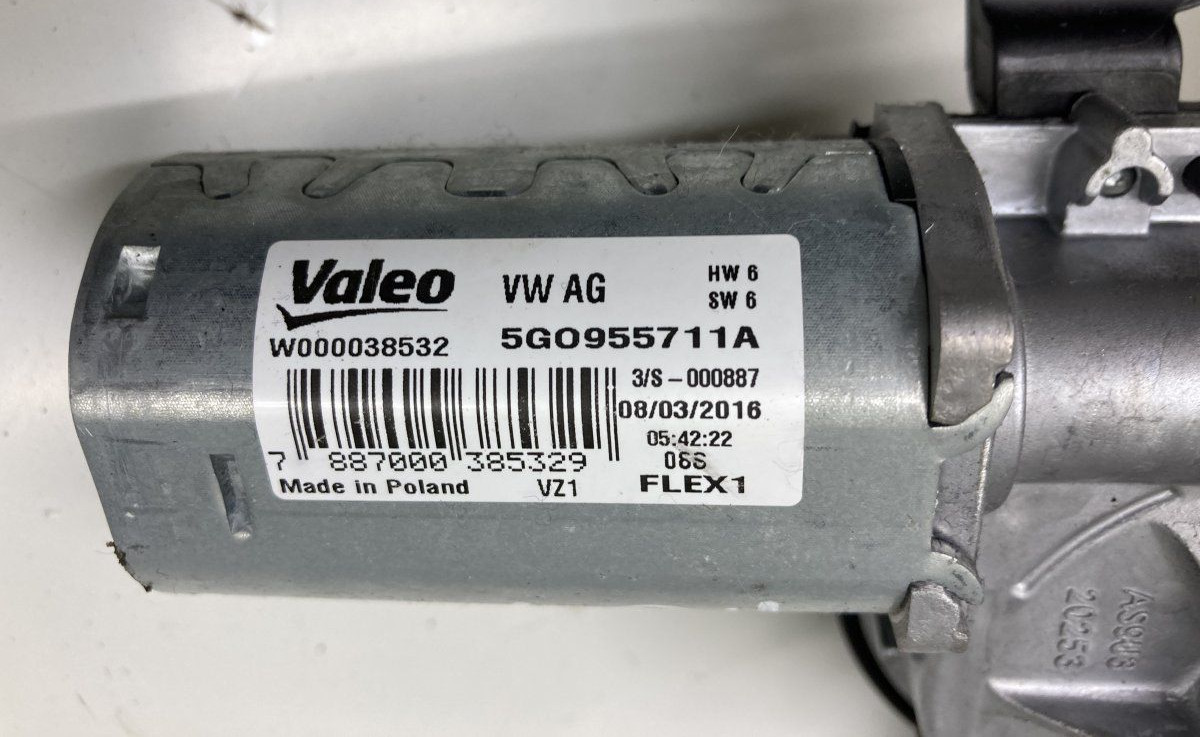 Valeo
VW AG
HW 6
SW 6
W000038532
5G0955711A
3/S-000887
08/03/2016
05:42:22
7 887000 385329
Made in Poland
VZ1
FLEX1
20253